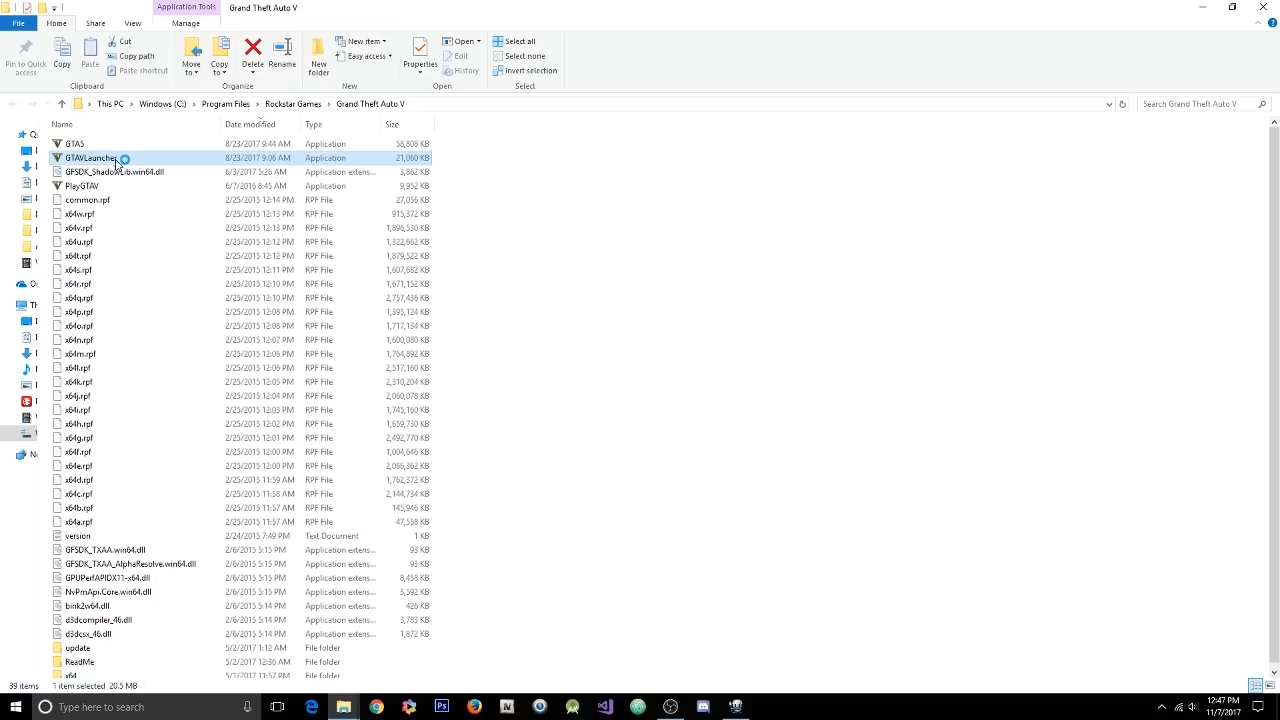 Application Tools
Grand Theft Auto V
File
Home
Share
View
Manage
Pin to Quick access
Copy
Paste
Cut
Copy path
Paste shortcut
Clipboard
Move to
Copy to
Delete
Rename
Organize
New folder
New item
Easy access
New
Properties
Open
Edit
History
Open
Select all
Select none
Invert selection
Select
This PC > Windows (C:) > Program Files > Rockstar Games > Grand Theft Auto V
Search Grand Theft Auto V
Name Date modified Type Size
GTA5 8/23/2017 9:44 AM Application 58,808 KB
GTAVLauncher 8/23/2017 9:06 AM Application 21,060 KB
GFSDK_ShadowLib.win64.dll 6/3/2017 5:26 AM Application extens... 3,862 KB
PlayGTAV 6/7/2016 8:45 AM Application 9,952 KB
common.rpf 2/25/2015 12:14 PM RPF File 27,056 KB
x64w.rpf 2/25/2015 12:13 PM RPF File 915,372 KB
x64v.rpf 2/25/2015 12:13 PM RPF File 1,896,530 KB
x64u.rpf 2/25/2015 12:12 PM RPF File 1,322,662 KB
x64t.rpf 2/25/2015 12:12 PM RPF File 1,879,522 KB
x64s.rpf 2/25/2015 12:11 PM RPF File 1,607,682 KB
x64r.rpf 2/25/2015 12:10 PM RPF File 1,671,152 KB
x64q.rpf 2/25/2015 12:10 PM RPF File 2,757,436 KB
x64p.rpf 2/25/2015 12:08 PM RPF File 1,395,124 KB
x64o.rpf 2/25/2015 12:08 PM RPF File 1,717,134 KB
x64n.rpf 2/25/2015 12:07 PM RPF File 1,600,080 KB
x64m.rpf 2/25/2015 12:06 PM RPF File 1,764,892 KB
x64l.rpf 2/25/2015 12:06 PM RPF File 2,517,160 KB
x64k.rpf 2/25/2015 12:05 PM RPF File 2,310,204 KB
x64j.rpf 2/25/2015 12:04 PM RPF File 2,060,078 KB
x64i.rpf 2/25/2015 12:03 PM RPF File 1,745,160 KB
x64h.rpf 2/25/2015 12:02 PM RPF File 1,659,730 KB
x64g.rpf 2/25/2015 12:01 PM RPF File 2,492,770 KB
x64f.rpf 2/25/2015 12:00 PM RPF File 1,004,646 KB
x64e.rpf 2/25/2015 12:00 PM RPF File 2,066,362 KB
x64d.rpf 2/25/2015 11:59 AM RPF File 1,762,372 KB
x64c.rpf 2/25/2015 11:58 AM RPF File 2,144,734 KB
x64b.rpf 2/25/2015 11:57 AM RPF File 145,946 KB
x64a.rpf 2/25/2015 11:57 AM RPF File 47,558 KB
version 2/24/2015 7:49 PM Text Document 1 KB
GFSDK_TXAA.win64.dll 2/6/2015 5:15 PM Application extens... 93 KB
GFSDK_TXAA_AlphaResolve.win64.dll 2/6/2015 5:15 PM Application extens... 93 KB
GPUPerfAPIDX11-x64.dll 2/6/2015 5:15 PM Application extens... 8,458 KB
NvPmApi.Core.win64.dll 2/6/2015 5:15 PM Application extens... 3,592 KB
bink2w64.dll 2/6/2015 5:14 PM Application extens... 426 KB
d3dcompiler_46.dll 2/6/2015 5:14 PM Application extens... 3,783 KB
d3dcsx_46.dll 2/6/2015 5:14 PM Application extens... 1,872 KB
update 5/2/2017 1:12 AM File folder
ReadMe 5/2/2017 12:36 AM File folder
x64 5/1/2017 11:57 PM File folder
39 items 1 item selected 20.5 MB
Type here to search
12:47 PM
11/7/2017